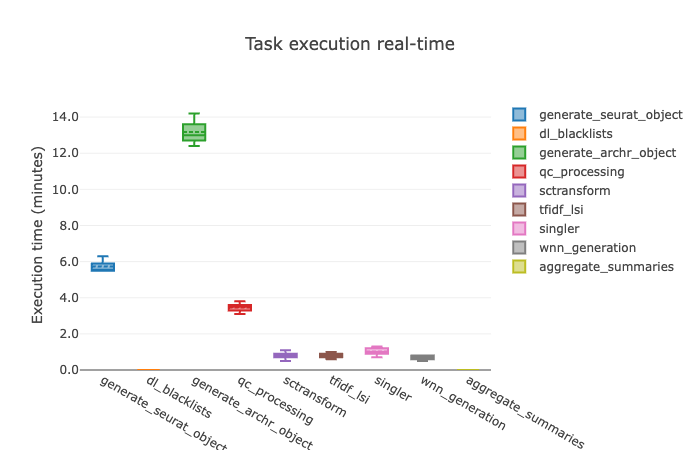 Task execution real-time
Execution time (minutes)
14.0
12.0
10.0
8.0
6.0
4.0
2.0
0.0
generate_seurat_object
dl_blacklists
generate_archr_object
qc_processing
sctransform
tfidf_lsi
singler
wnn_generation
aggregate_summaries
generate_seurat_object
dl_blacklists
generate_archr_object
qc_processing
sctransform
tfidf_lsi
singler
wnn_generation
aggregate_summaries